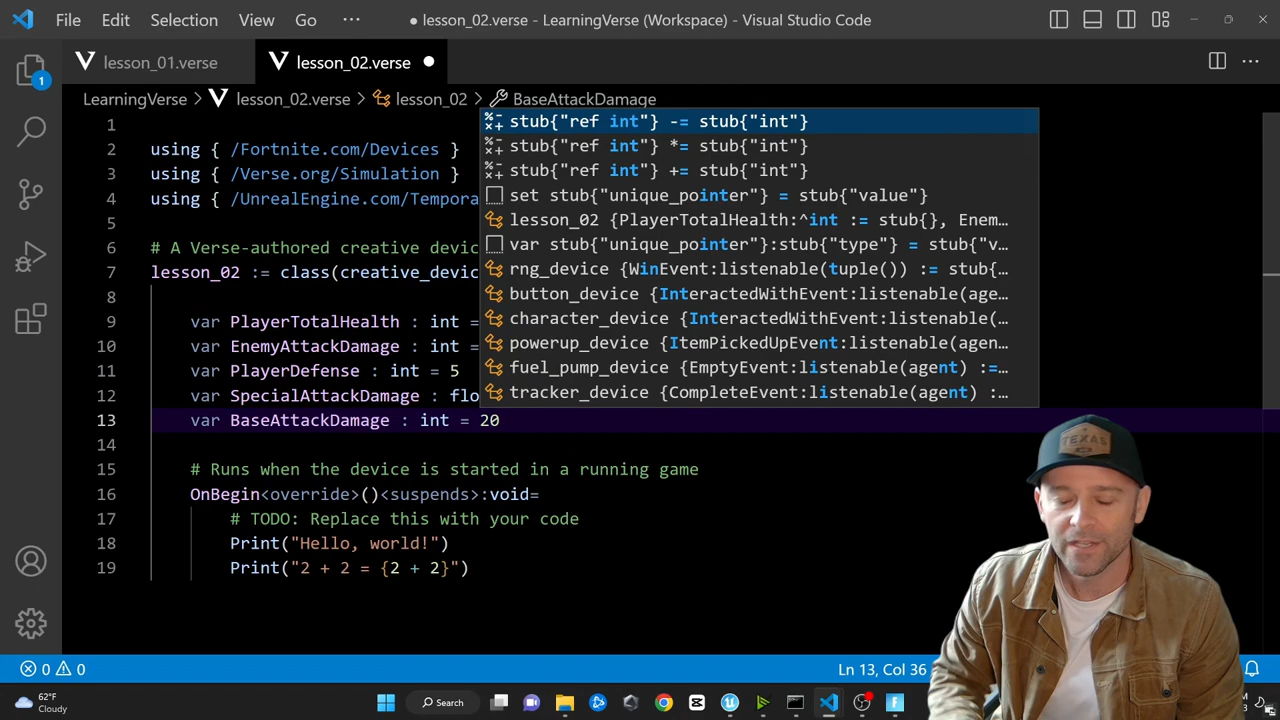 File Edit Selection View Go ··· ● lesson_02.verse - LearningVerse (Workspace) - Visual Studio Code
lesson_01.verse lesson_02.verse ●
LearningVerse > lesson_02.verse > lesson_02 > BaseAttackDamage
1
2 using { /Fortnite.com/Devices }
3 using { /Verse.org/Simulation }
4 using { /UnrealEngine.com/Tempora
5
6 # A Verse-authored creative devic
7 lesson_02 := class(creative_devic
8
9 var PlayerTotalHealth : int =
10 var EnemyAttackDamage : int =
11 var PlayerDefense : int = 5
12 var SpecialAttackDamage : flo
13 var BaseAttackDamage : int = 20
14
15 # Runs when the device is started in a running game
16 OnBegin<override>()<suspends>:void=
17 # TODO: Replace this with your code
18 Print("Hello, world!")
19 Print("2 + 2 = {2 + 2}")
stub{"ref int"} -= stub{"int"}
stub{"ref int"} *= stub{"int"}
stub{"ref int"} += stub{"int"}
set stub{"unique_pointer"} = stub{"value"}
lesson_02 {PlayerTotalHealth:^int := stub{}, Enem…
var stub{"unique_pointer"}:stub{"type"} = stub{"v…
rng_device {WinEvent:listenable(tuple()) := stub{…
button_device {InteractedWithEvent:listenable(age…
character_device {InteractedWithEvent:listenable(…
powerup_device {ItemPickedUpEvent:listenable(agen…
fuel_pump_device {EmptyEvent:listenable(agent) :=…
tracker_device {CompleteEvent:listenable(agent) :…
1
TEXAS
0 0 Ln 13, Col 36
62°F
Cloudy
Search